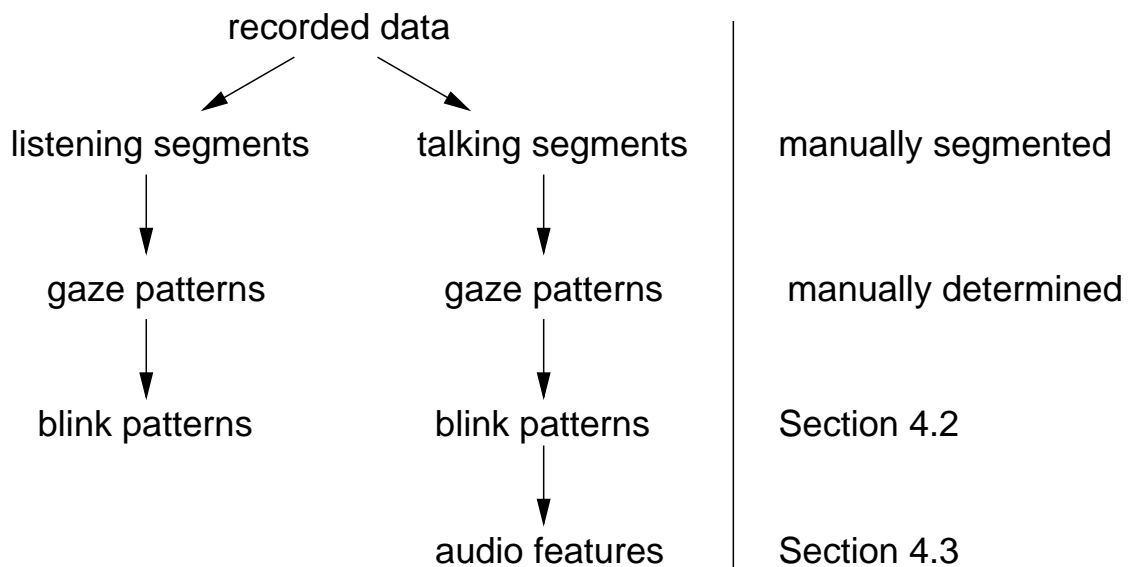 recorded data
listening segments talking segments manually segmented
gaze patterns gaze patterns manually determined
blink patterns blink patterns Section 4.2
audio features Section 4.3